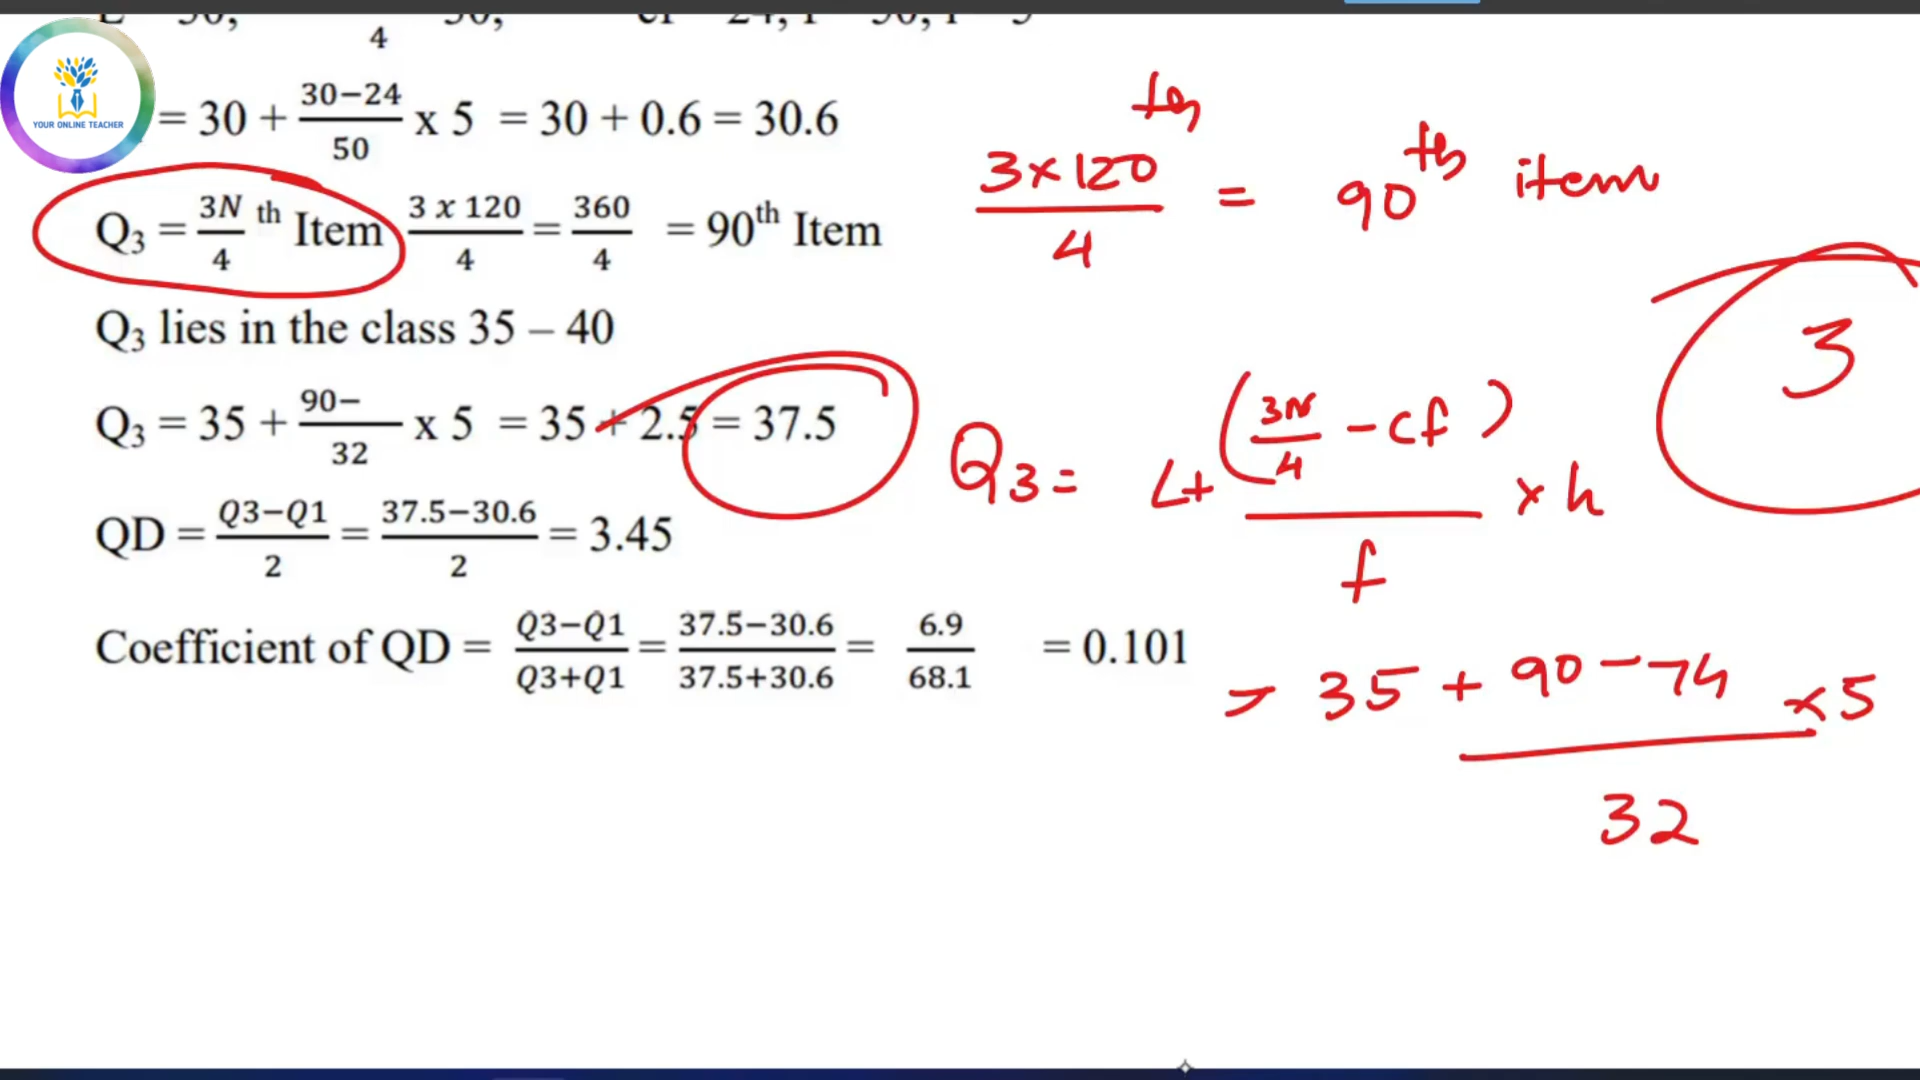 4
= 30 + 30−24/50 x 5 = 30 + 0.6 = 30.6
YOUR ONLINE TEACHER
Q3 = 3N/4 th Item 3 x 120/4 = 360/4 = 90th Item
Q3 lies in the class 35 – 40
Q3 = 35 + 90−/32 x 5 = 35 + 2.5 = 37.5
QD = Q3−Q1/2 = 37.5−30.6/2 = 3.45
Coefficient of QD = Q3−Q1/Q3+Q1 = 37.5−30.6/37.5+30.6 = 6.9/68.1 = 0.101
3 x 120/4 th = 90th item
3
Q3 = L + (3N/4 − cf)/f x h
= 35 + 90 − 74/32 x 5